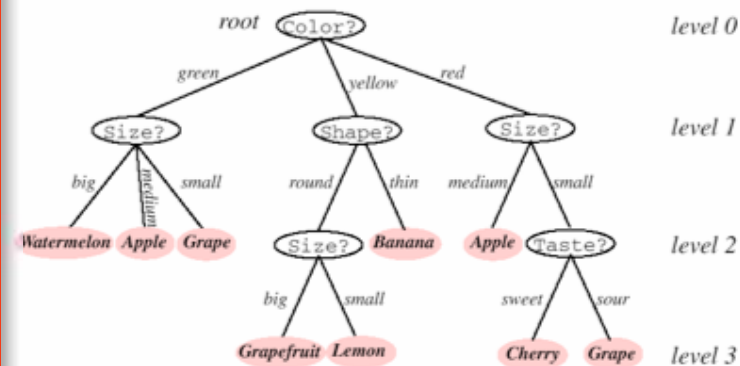 root Color? level 0
green yellow red
Size? Shape? Size? level 1
big medium small round thin medium small
Watermelon Apple Grape Size? Banana Apple Taste? level 2
big small sweet sour
Grapefruit Lemon Cherry Grape level 3